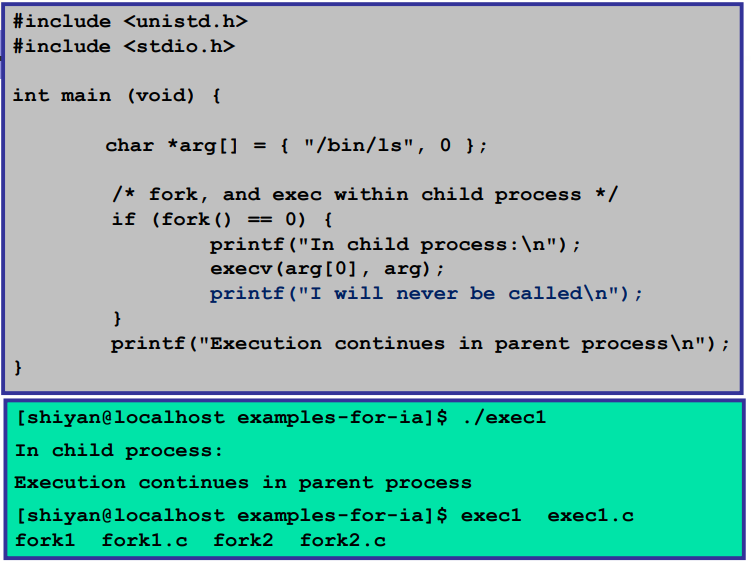 #include <unistd.h>
#include <stdio.h>
int main (void) {
char *arg[] = { "/bin/ls", 0 };
/* fork, and exec within child process */
if (fork() == 0) {
printf("In child process:\n");
execv(arg[0], arg);
printf("I will never be called\n");
}
printf("Execution continues in parent process\n");
}
[shiyan@localhost examples-for-ia]$ ./exec1
In child process:
Execution continues in parent process
[shiyan@localhost examples-for-ia]$ exec1  exec1.c
fork1  fork1.c  fork2  fork2.c